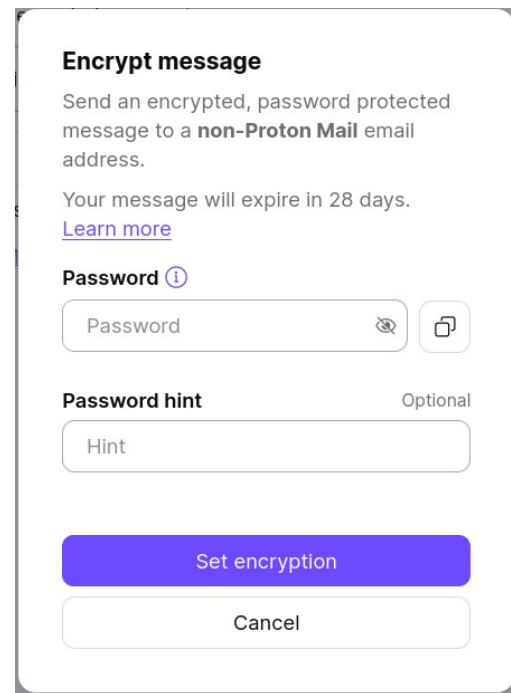 Encrypt message
Send an encrypted, password protected
message to a non-Proton Mail email
address.
Your message will expire in 28 days.
Learn more
Password
Password
Password hint Optional
Hint
Set encryption
Cancel